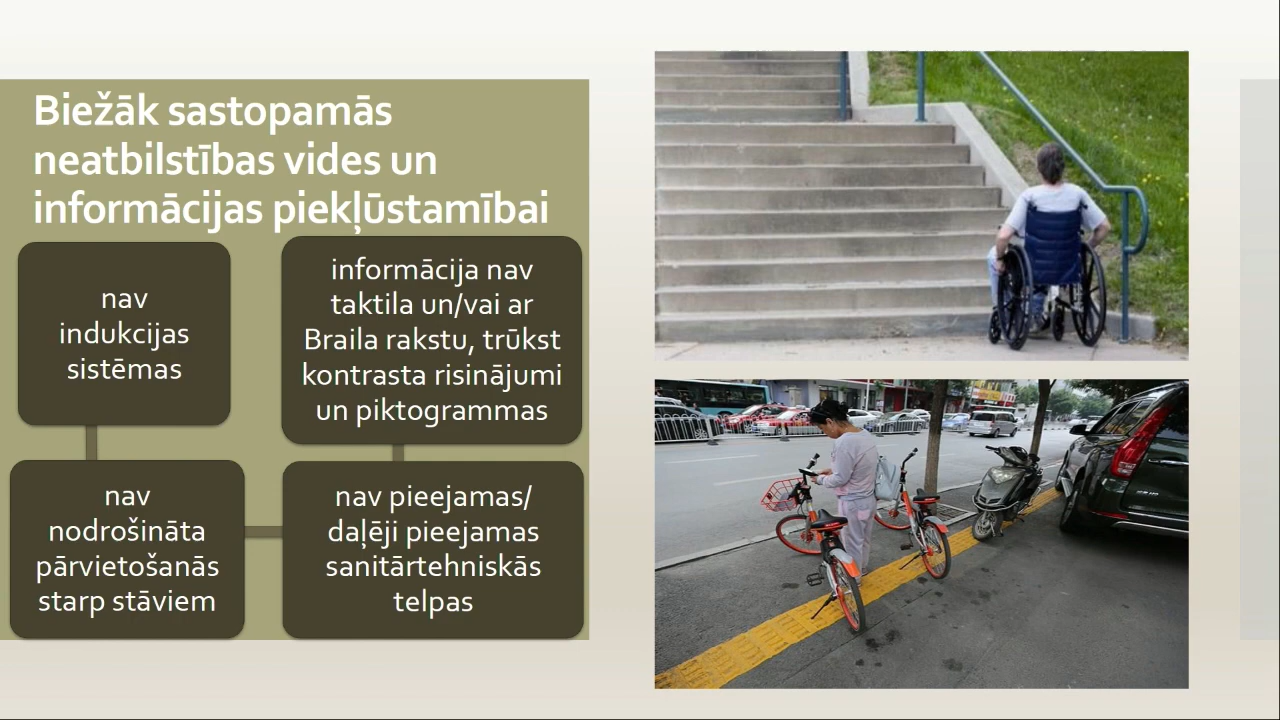 Biežāk sastopamās
neatbilstības vides un
informācijas piekļūstamībai
nav
indukcijas
sistēmas
informācija nav
taktila un/vai ar
Braila rakstu, trūkst
kontrasta risinājumi
un piktogrammas
nav
nodrošināta
pārvietošanās
starp stāviem
nav pieejamas/
daļēji pieejamas
sanitārtehniskās
telpas